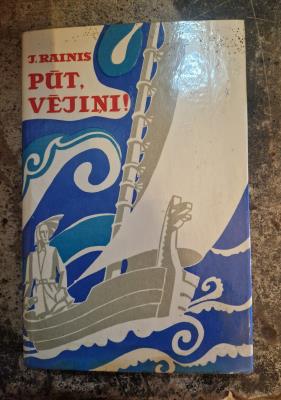 J. RAINIS
PŪT,
VĒJIŅI!